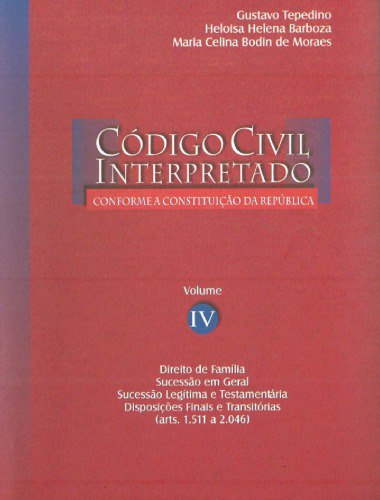 Gustavo Tepedino
Heloisa Helena Barboza
Maria Celina Bodin de Moraes
CÓDIGO CIVIL
INTERPRETADO
CONFORME A CONSTITUIÇÃO DA REPÚBLICA
Volume
IV
Direito de Família
Sucessão em Geral
Sucessão Legítima e Testamentária
Disposições Finais e Transitórias
(arts. 1.511 a 2.046)